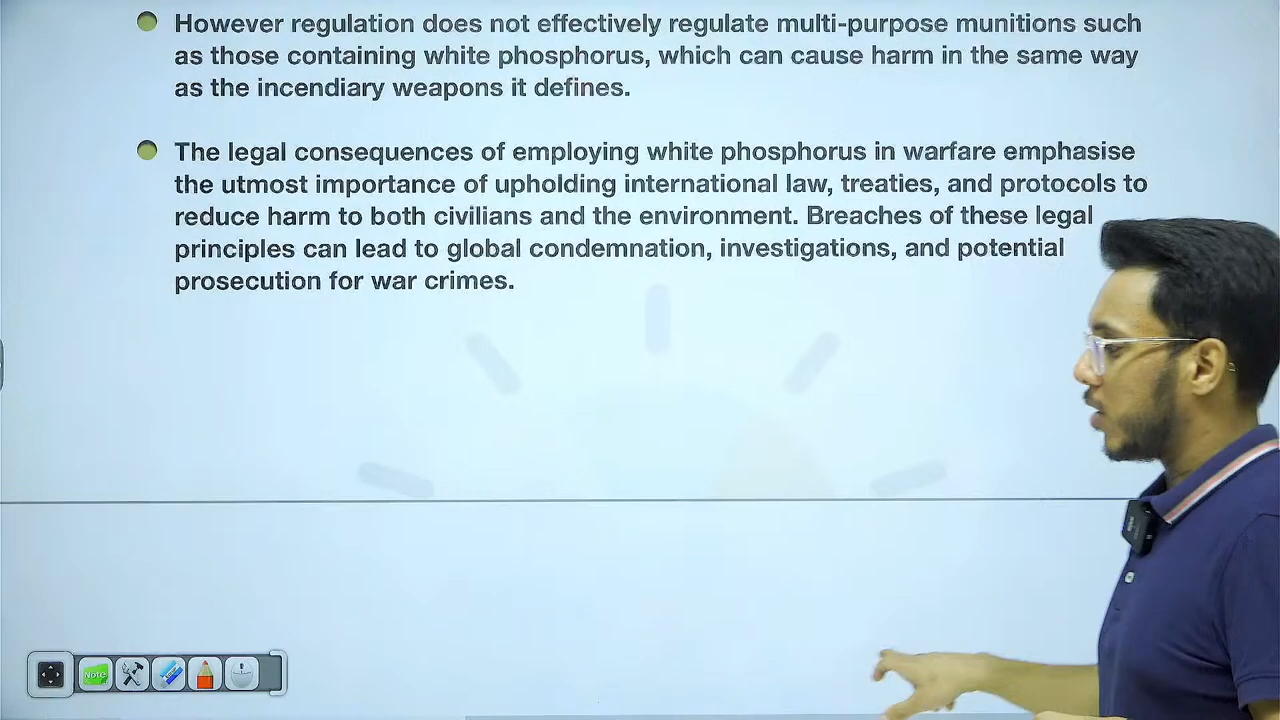 However regulation does not effectively regulate multi-purpose munitions such
as those containing white phosphorus, which can cause harm in the same way
as the incendiary weapons it defines.
The legal consequences of employing white phosphorus in warfare emphasise
the utmost importance of upholding international law, treaties, and protocols to
reduce harm to both civilians and the environment. Breaches of these legal
principles can lead to global condemnation, investigations, and potential
prosecution for war crimes.
Note